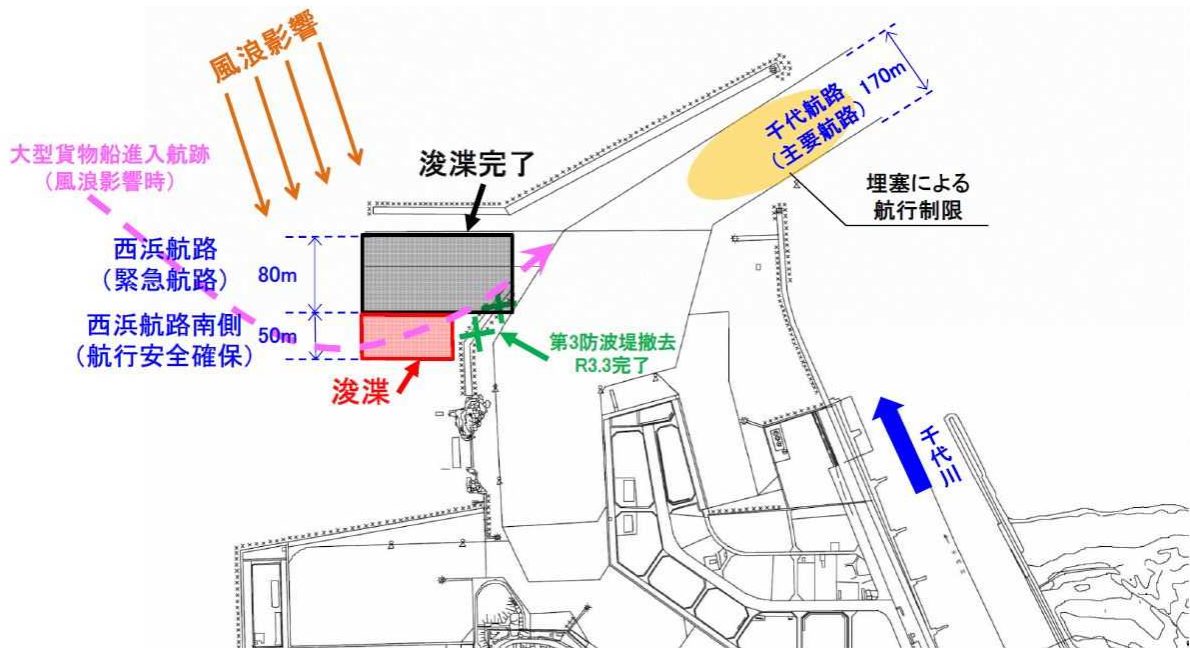 風浪影響
170m
千代航路
(主要航路)
大型貨物船進入航跡
(風浪影響時)
浚渫完了
埋塞による
航行制限
西浜航路
(緊急航路)
80m
西浜航路南側
(航行安全確保)
50m
第3防波堤撤去
R3.3完了
浚渫
千代川